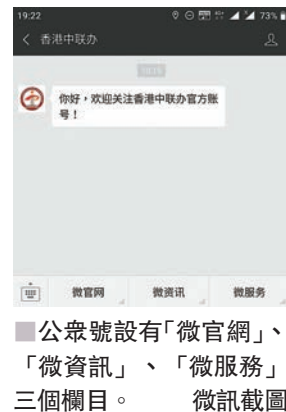 19:22
73%
香港中联办
你好，欢迎关注香港中联办官方账
号！
微官网
微资讯
微服务
■公眾號設有「微官網」、
「微資訊」、「微服務」
三個欄目。 微訊截圖